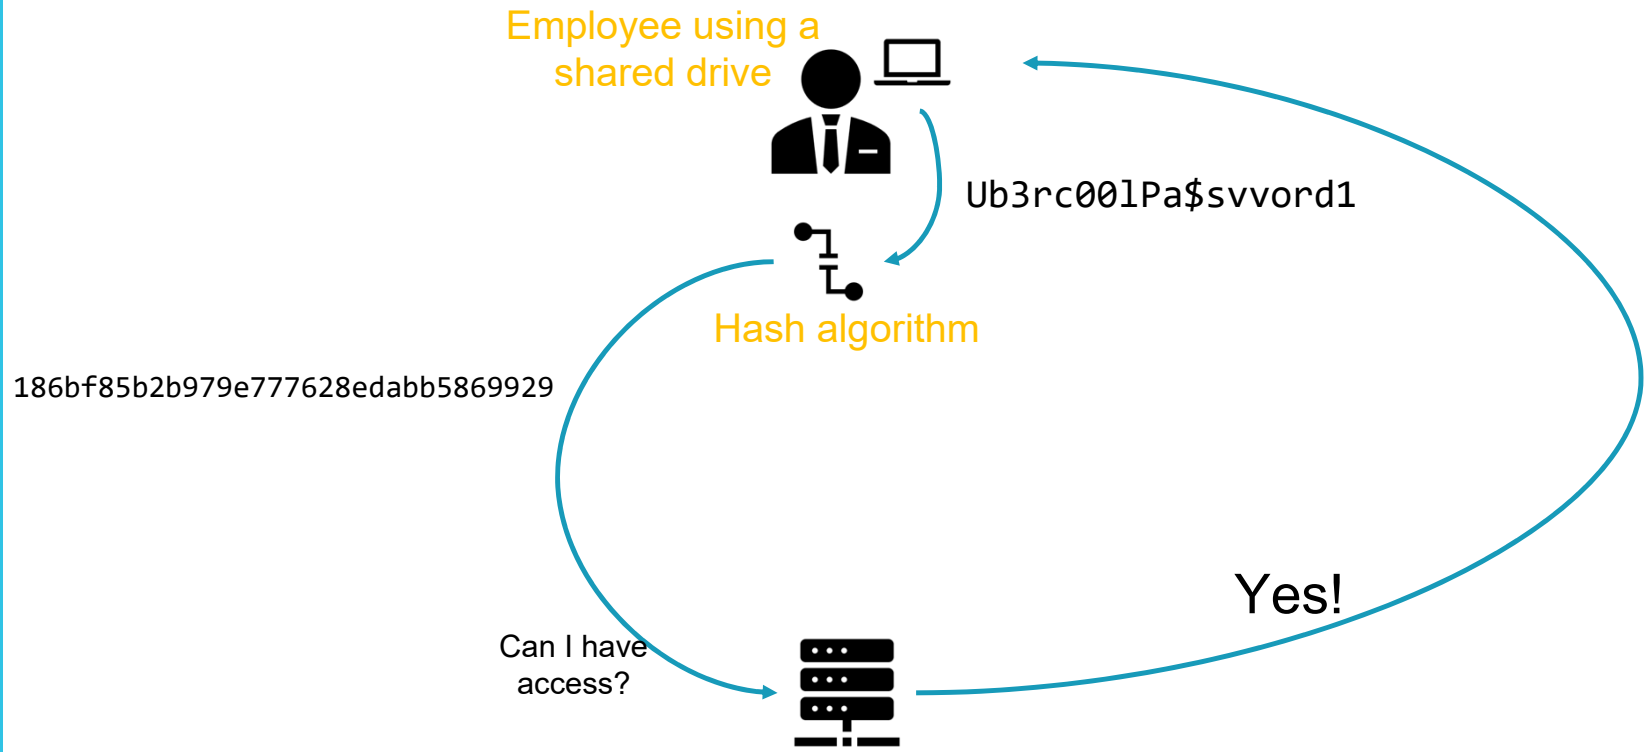 Employee using a
shared drive
Ub3rc00lPa$svvord1
Hash algorithm
186bf85b2b979e777628edabb5869929
Yes!
Can I have
access?